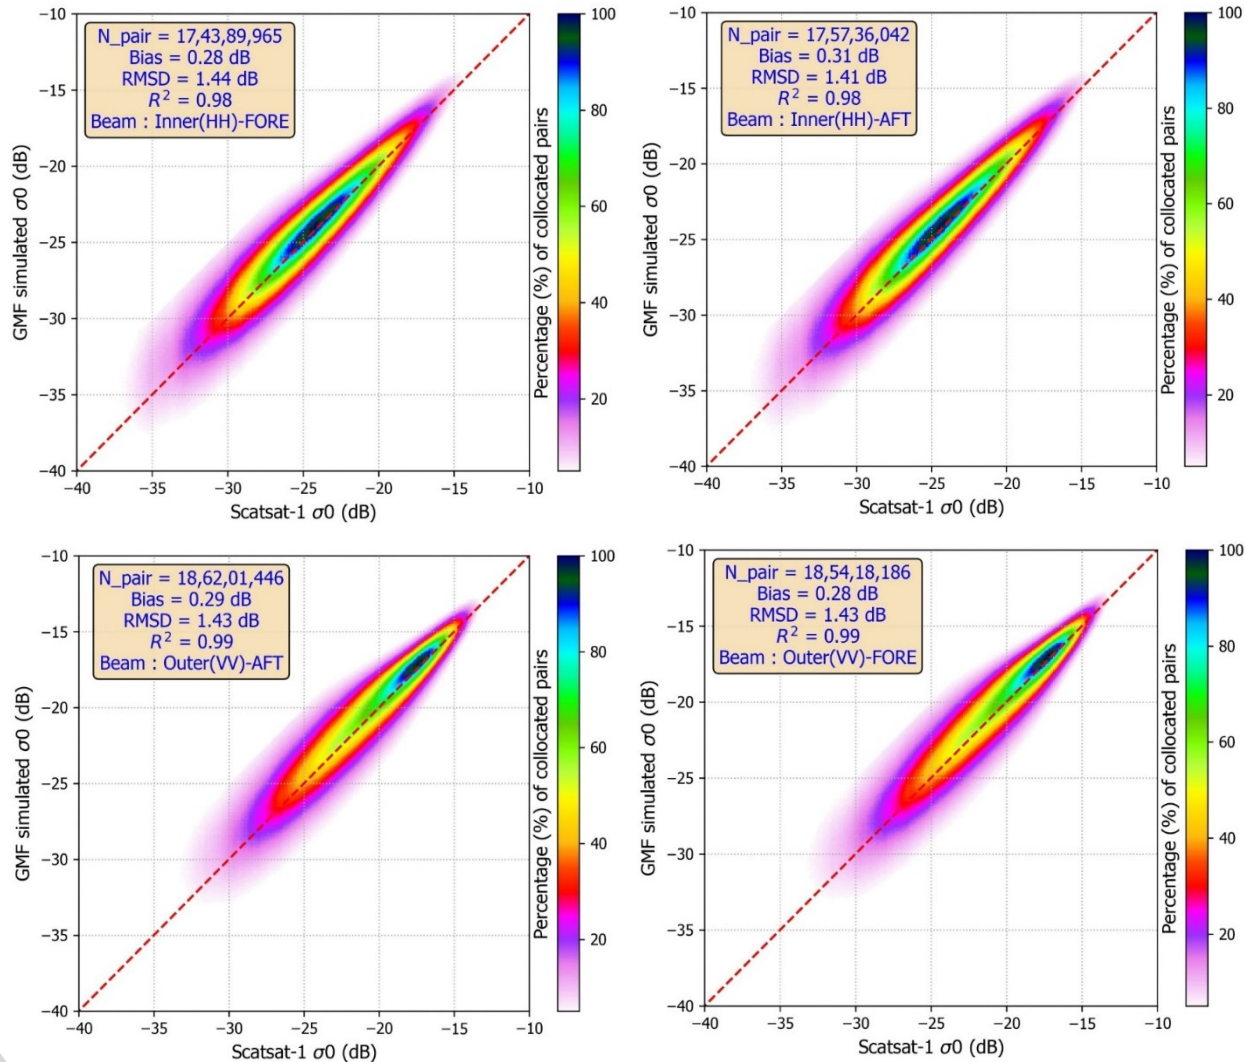 N_pair = 17,43,89,965
Bias = 0.28 dB
RMSD = 1.44 dB
R² = 0.98
Beam : Inner(HH)-FORE
−10
−15
−20
−25
−30
−35
−40
GMF simulated σ0 (dB)
−40 −35 −30 −25 −20 −15 −10
Scatsat-1 σ0 (dB)
100
80
60
40
20
Percentage (%) of collocated pairs
N_pair = 17,57,36,042
Bias = 0.31 dB
RMSD = 1.41 dB
R² = 0.98
Beam : Inner(HH)-AFT
−10
−15
−20
−25
−30
−35
−40
GMF simulated σ0 (dB)
−40 −35 −30 −25 −20 −15 −10
Scatsat-1 σ0 (dB)
100
80
60
40
20
Percentage (%) of collocated pairs
N_pair = 18,62,01,446
Bias = 0.29 dB
RMSD = 1.43 dB
R² = 0.99
Beam : Outer(VV)-AFT
−10
−15
−20
−25
−30
−35
−40
GMF simulated σ0 (dB)
−40 −35 −30 −25 −20 −15 −10
Scatsat-1 σ0 (dB)
100
80
60
40
20
Percentage (%) of collocated pairs
N_pair = 18,54,18,186
Bias = 0.28 dB
RMSD = 1.43 dB
R² = 0.99
Beam : Outer(VV)-FORE
−10
−15
−20
−25
−30
−35
−40
GMF simulated σ0 (dB)
−40 −35 −30 −25 −20 −15 −10
Scatsat-1 σ0 (dB)
100
80
60
40
20
Percentage (%) of collocated pairs